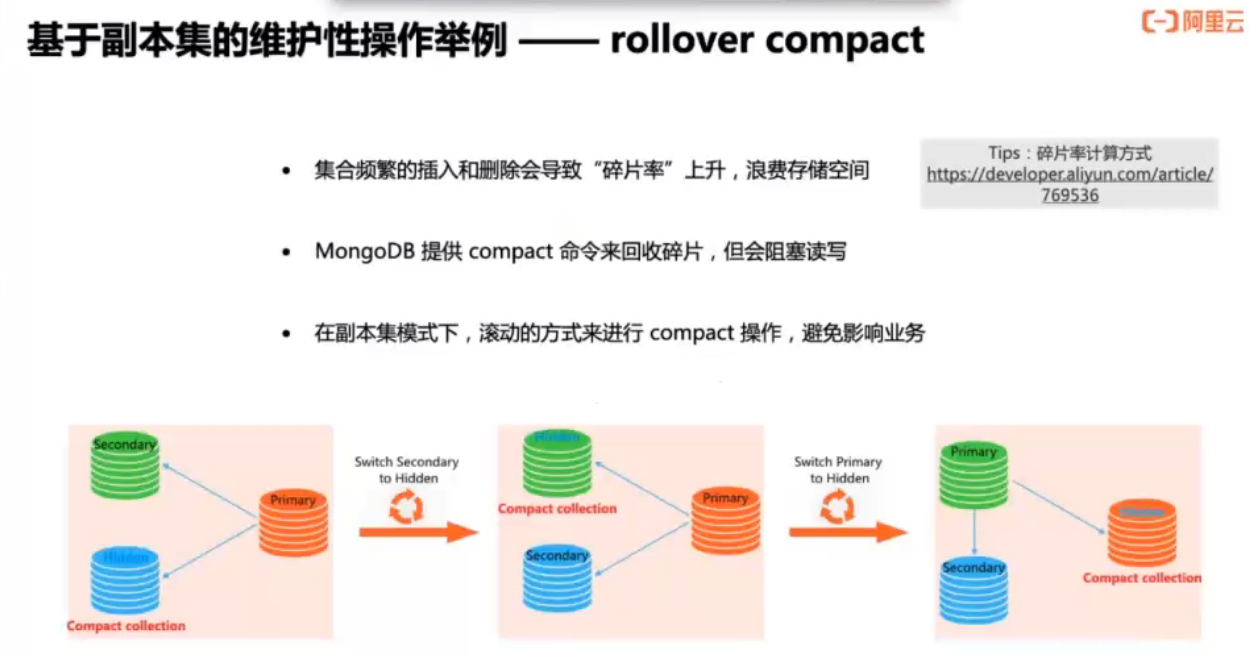 基于副本集的维护性操作举例 —— rollover compact
阿里云
集合频繁的插入和删除会导致“碎片率”上升，浪费存储空间
Tips：碎片率计算方式
https://developer.aliyun.com/article/
769536
MongoDB 提供 compact 命令来回收碎片，但会阻塞读写
在副本集模式下，滚动的方式来进行 compact 操作，避免影响业务
Secondary
Primary
Hidden
Compact collection
Switch Secondary
to Hidden
Hidden
Compact collection
Primary
Secondary
Switch Primary
to Hidden
Primary
Hidden
Secondary
Compact collection